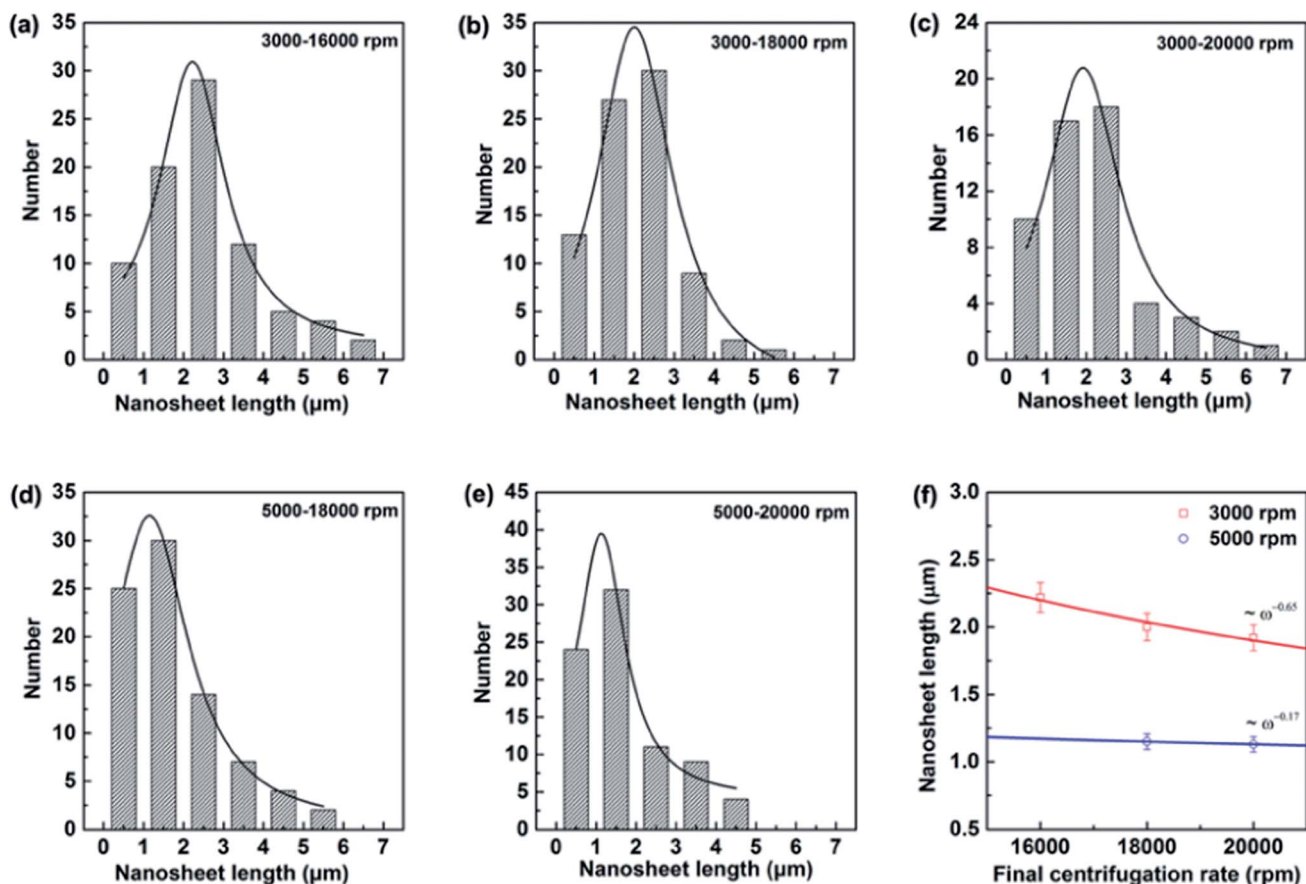 (a)
3000-16000 rpm
Number
35
30
25
20
15
10
5
0
0 1 2 3 4 5 6 7
Nanosheet length (μm)
(b)
3000-18000 rpm
Number
35
30
25
20
15
10
5
0
0 1 2 3 4 5 6 7
Nanosheet length (μm)
(c)
3000-20000 rpm
Number
24
20
16
12
8
4
0
0 1 2 3 4 5 6 7
Nanosheet length (μm)
(d)
5000-18000 rpm
Number
35
30
25
20
15
10
5
0
0 1 2 3 4 5 6 7
Nanosheet length (μm)
(e)
5000-20000 rpm
Number
45
40
35
30
25
20
15
10
5
0
0 1 2 3 4 5 6 7
Nanosheet length (μm)
(f)
3000 rpm
5000 rpm
Nanosheet length (μm)
3.0
2.5
2.0
1.5
1.0
0.5
~ ω⁻⁰·⁶⁵
~ ω⁻⁰·¹⁷
16000 18000 20000
Final centrifugation rate (rpm)